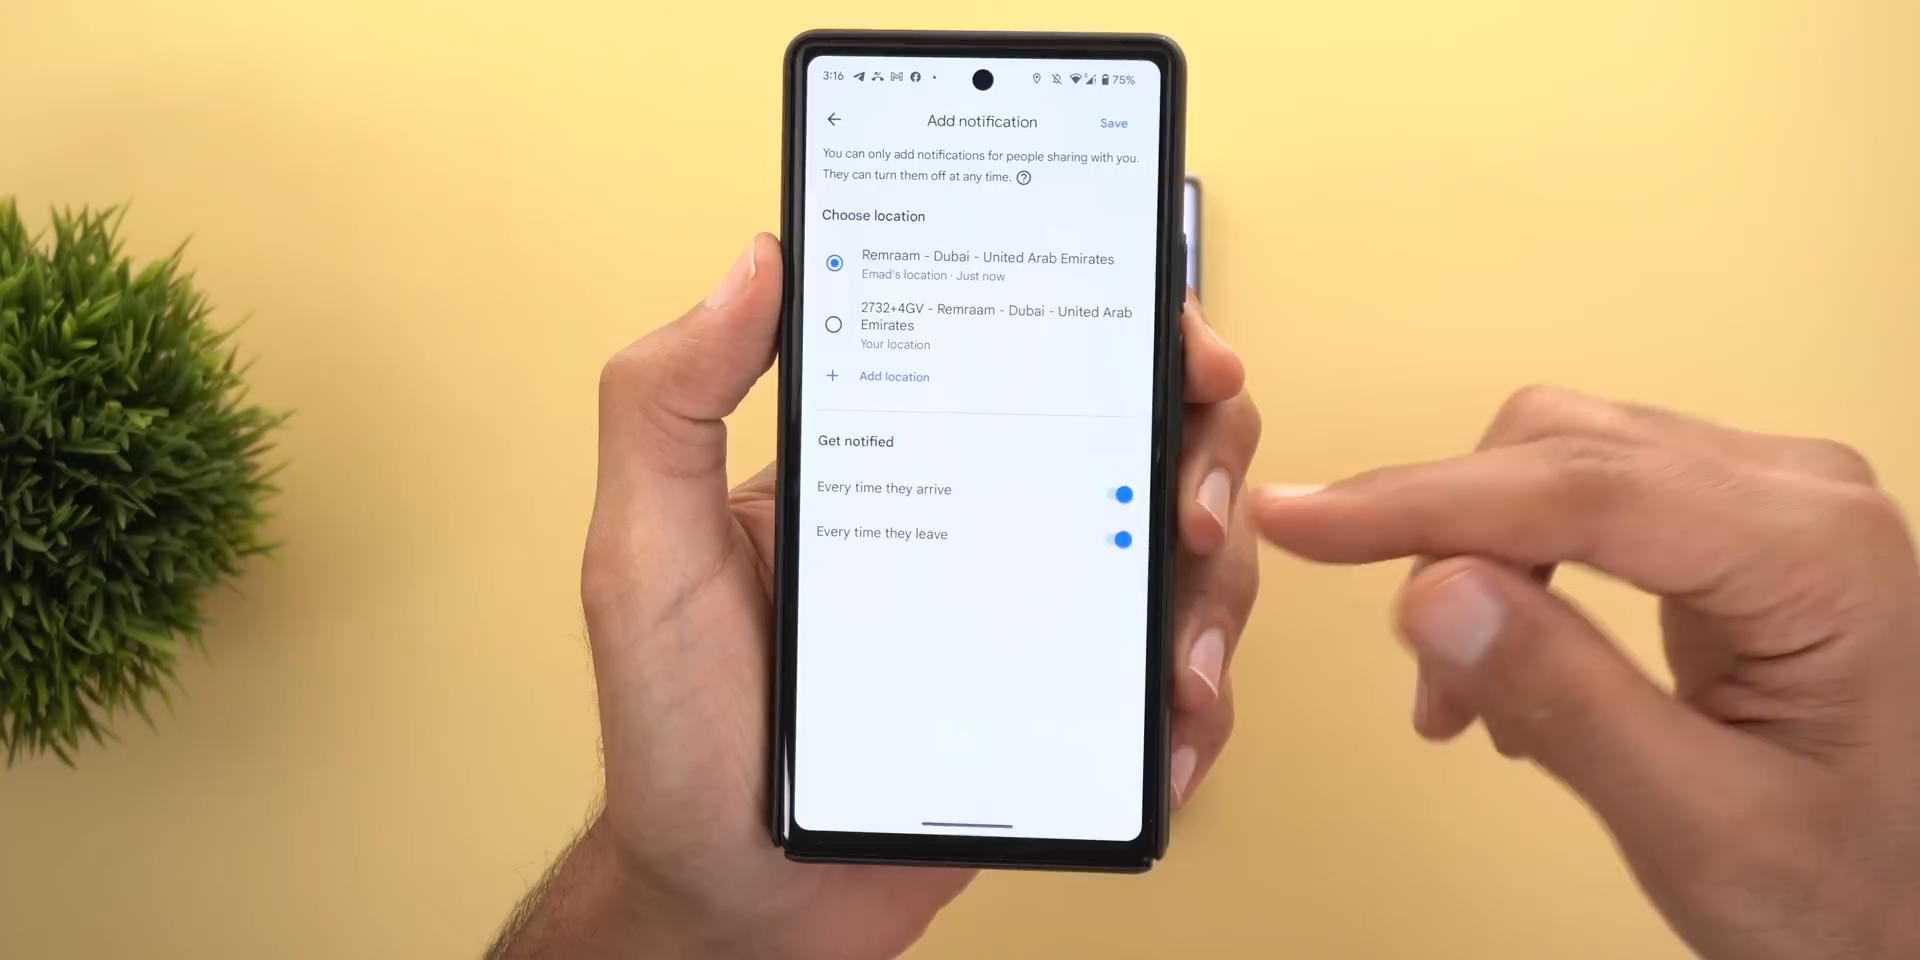 3:16
75%
Add notification
Save
You can only add notifications for people sharing with you.
They can turn them off at any time.
Choose location
Remraam - Dubai - United Arab Emirates
Emad's location · Just now
2732+4GV - Remraam - Dubai - United Arab
Emirates
Your location
+ Add location
Get notified
Every time they arrive
Every time they leave